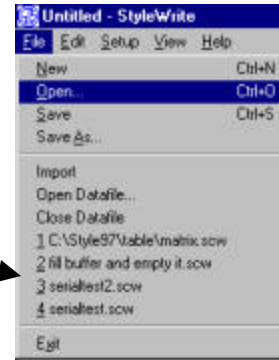 Untitled - StyleWrite
File Edit Setup View Help
New Ctrl+N
Open... Ctrl+O
Save Ctrl+S
Save As...
Import
Open Datafile...
Close Datafile
1 C:\Style97\table\matrix.scw
2 fill buffer and empty it.scw
3 serialtest2.scw
4 serialtest.scw
Exit